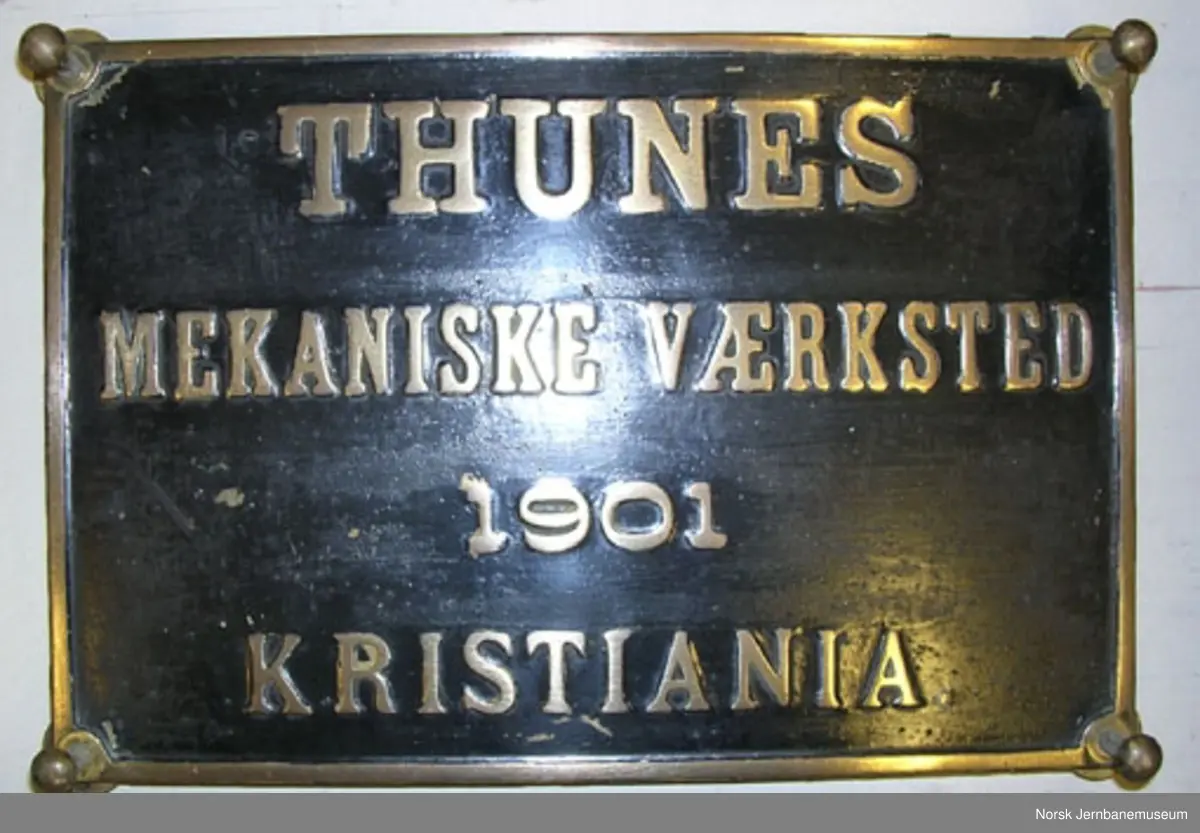 THUNES
MEKANISKE VÆRKSTED
1901
KRISTIANIA
Norsk Jernbanemuseum